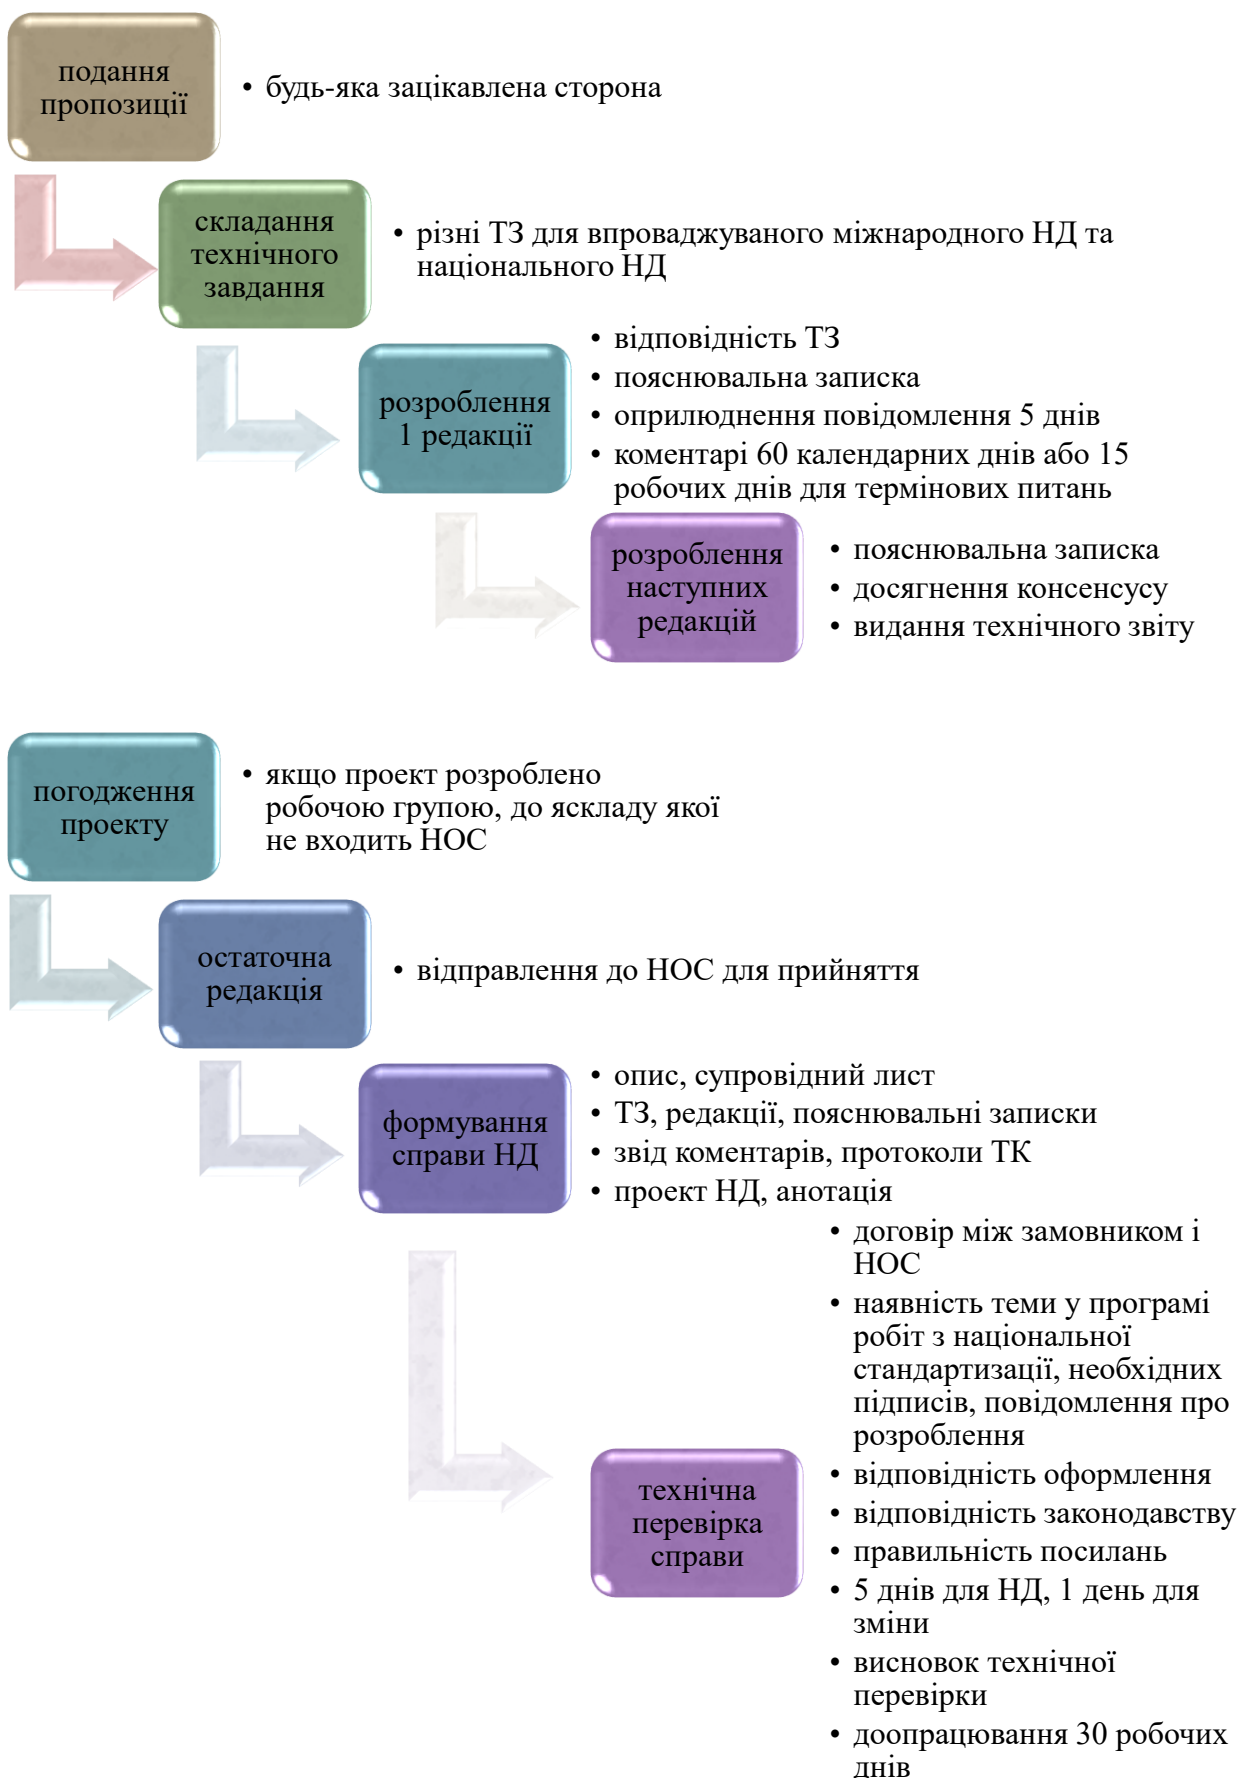 подання
пропозиції
• будь-яка зацікавлена сторона
складання
технічного
завдання
• різні ТЗ для впроваджуваного міжнародного НД та
національного НД
розроблення
1 редакції
• відповідність ТЗ
• пояснювальна записка
• оприлюднення повідомлення 5 днів
• коментарі 60 календарних днів або 15
робочих днів для термінових питань
розроблення
наступних
редакцій
• пояснювальна записка
• досягнення консенсусу
• видання технічного звіту
погодження
проекту
• якщо проект розроблено
робочою групою, до яскладу якої
не входить НОС
остаточна
редакція
• відправлення до НОС для прийняття
формування
справи НД
• опис, супровідний лист
• ТЗ, редакції, пояснювальні записки
• звід коментарів, протоколи ТК
• проект НД, анотація
технічна
перевірка
справи
• договір між замовником і
НОС
• наявність теми у програмі
робіт з національної
стандартизації, необхідних
підписів, повідомлення про
розроблення
• відповідність оформлення
• відповідність законодавству
• правильність посилань
• 5 днів для НД, 1 день для
зміни
• висновок технічної
перевірки
• доопрацювання 30 робочих
днів